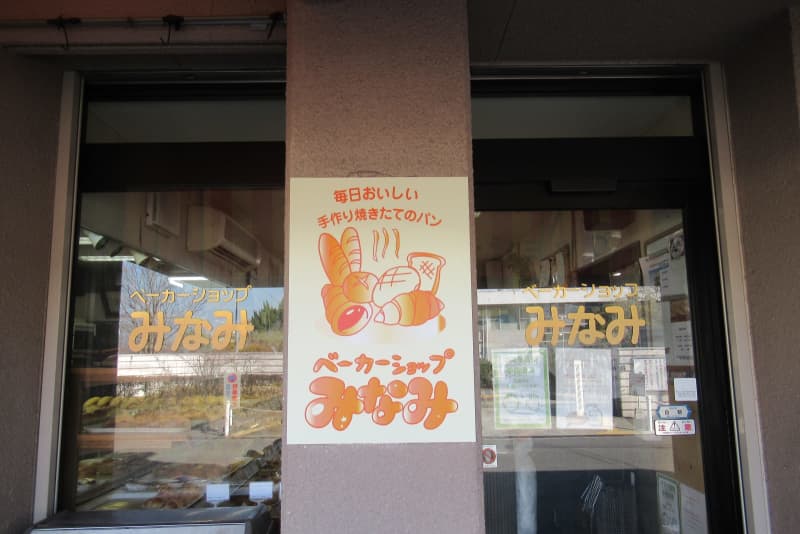 毎日おいしい
手作り焼きたてのパン
ベーカーショップ
みなみ
ベーカーショップ
みなみ
ベーカーショップ
みなみ
自動
注意